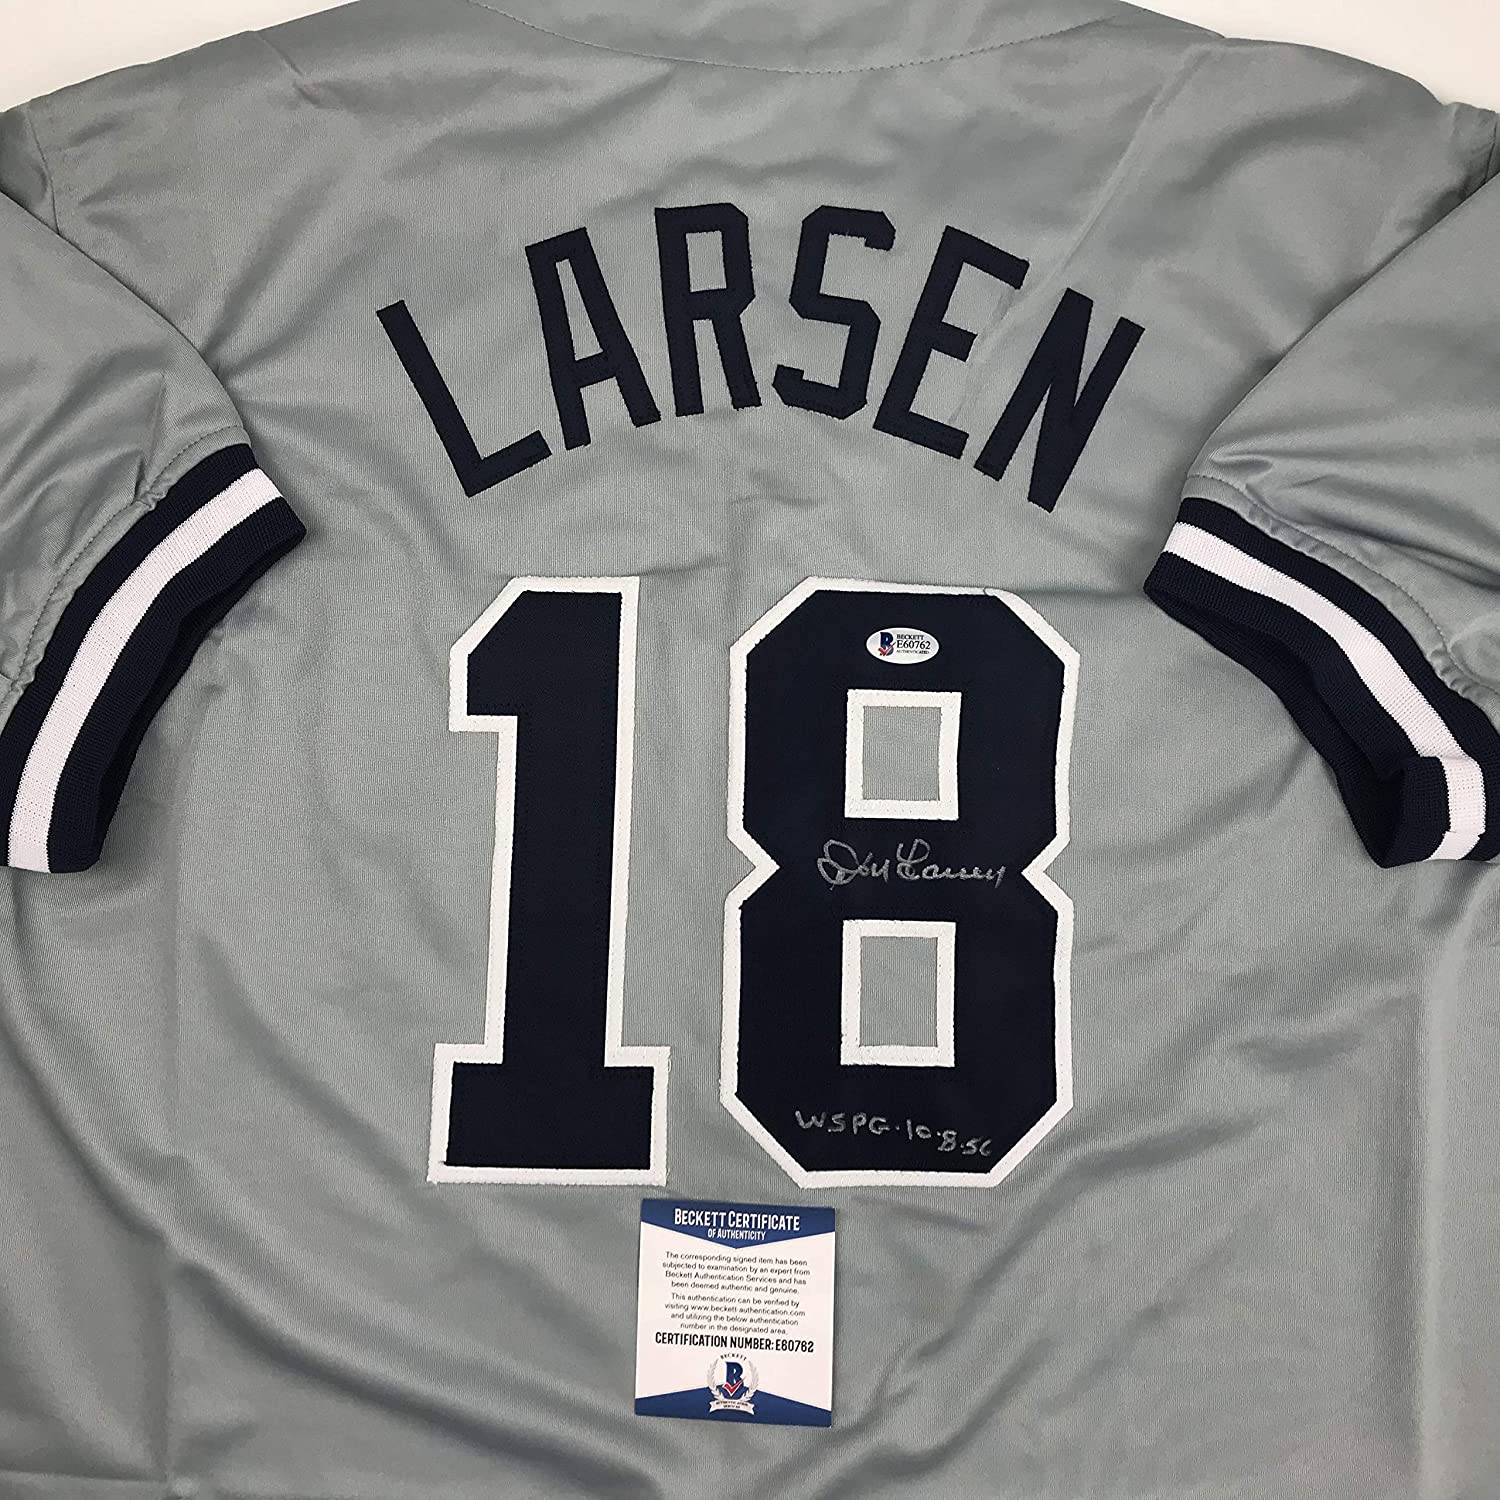 LARSEN
18
BECKETT
E60762
AUTHENTICATED
Don Larsen
W.S.P.G. 10.8.56
BECKETT CERTIFICATE
OF AUTHENTICITY
The corresponding signed item has been
subjected to examination by an expert from
Beckett Authentication Services and has
been deemed authentic and genuine.
This authentication can be verified by
visiting www.beckett-authentication.com
and utilizing the below authentication
number in the designated area.
CERTIFICATION NUMBER: E60762
BECKETT
B